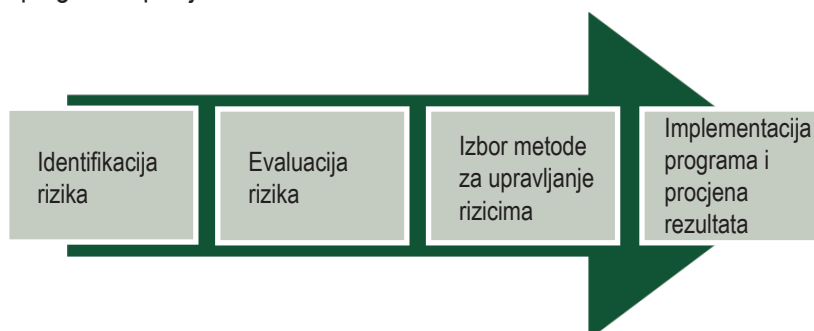 Identifikacija
rizika
Evaluacija
rizika
Izbor metode
za upravljanje
rizicima
Implementacija
programa i
procjena
rezultata